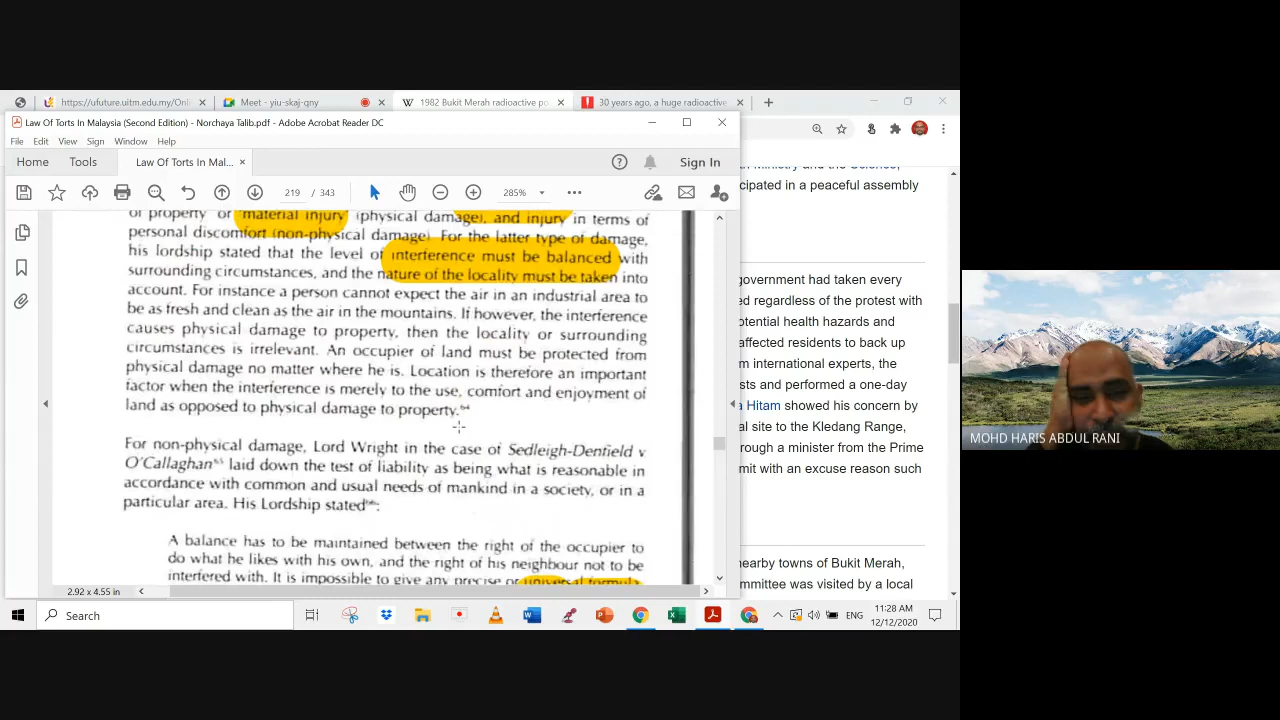 https://ufuture.uitm.edu.my/Onl
Meet - yiu-skaj-qny
1982 Bukit Merah radioactive po
30 years ago, a huge radioactive
Law Of Torts In Malaysia (Second Edition) - Norchaya Talib.pdf - Adobe Acrobat Reader DC
File Edit View Sign Window Help
Home Tools Law Of Torts In Mal... Sign In
219 / 343 285%
of property or material injury (physical damage), and injury in terms of
personal discomfort (non-physical damage). For the latter type of damage,
his lordship stated that the level of interference must be balanced with
surrounding circumstances, and the nature of the locality must be taken into
account. For instance a person cannot expect the air in an industrial area to
be as fresh and clean as the air in the mountains. If however, the interference
causes physical damage to property, then the locality or surrounding
circumstances is irrelevant. An occupier of land must be protected from
physical damage no matter where he is. Location is therefore an important
factor when the interference is merely to the use, comfort and enjoyment of
land as opposed to physical damage to property.
For non-physical damage, Lord Wright in the case of Sedleigh-Denfield v
O'Callaghan laid down the test of liability as being what is reasonable in
accordance with common and usual needs of mankind in a society, or in a
particular area. His Lordship stated:
A balance has to be maintained between the right of the occupier to
do what he likes with his own, and the right of his neighbour not to be
interfered with. It is impossible to give any precise or universal formula
2.92 x 4.55 in
Ministry and the Science,
cipated in a peaceful assembly
government had taken every
ed regardless of the protest with
otential health hazards and
affected residents to back up
m international experts, the
sts and performed a one-day
a Hitam showed his concern by
al site to the Kledang Range,
rough a minister from the Prime
mit with an excuse reason such
nearby towns of Bukit Merah,
mmittee was visited by a local
MOHD HARIS ABDUL RANI
Search
ENG
11:28 AM
12/12/2020